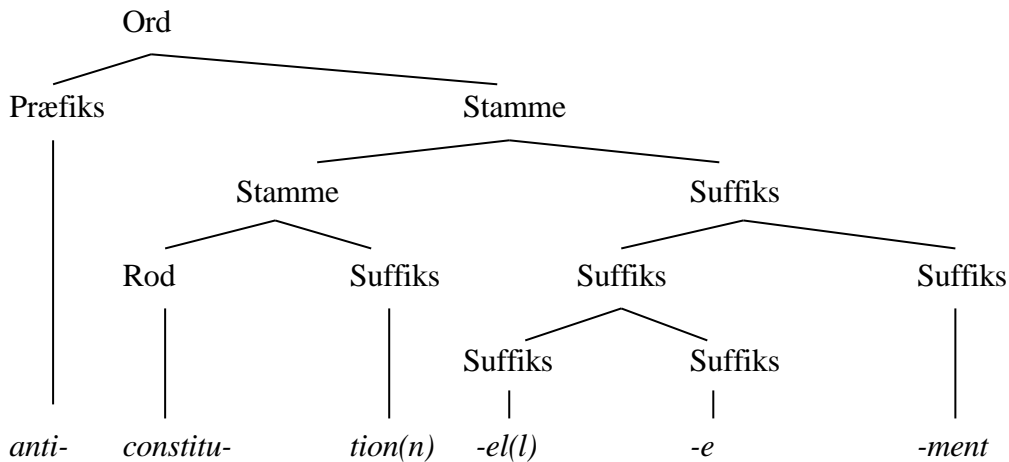 Ord
Præfiks Stamme
Stamme Suffiks
Rod Suffiks Suffiks Suffiks
Suffiks Suffiks
anti- constitu- tion(n) -el(l) -e -ment